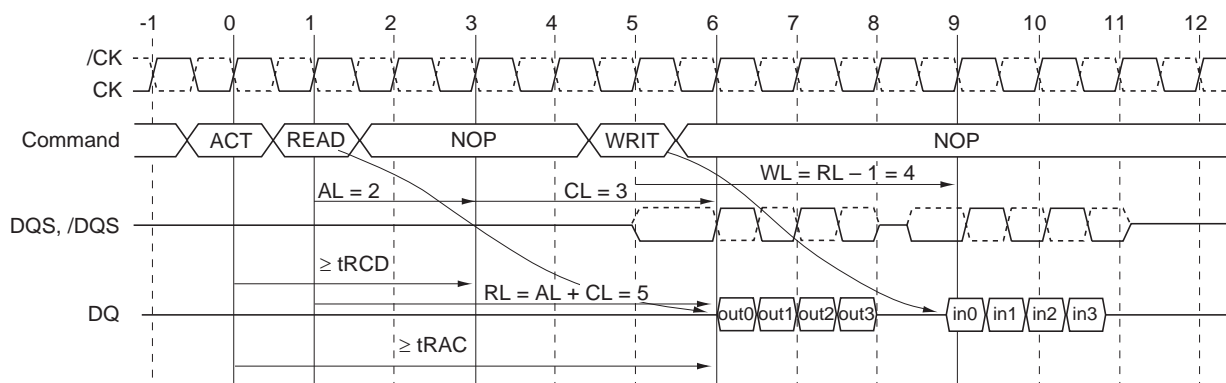 -1 0 1 2 3 4 5 6 7 8 9 10 11 12
/CK
CK
Command ACT READ NOP WRIT NOP
WL = RL − 1 = 4
AL = 2 CL = 3
DQS, /DQS
≥ tRCD
RL = AL + CL = 5
DQ out0 out1 out2 out3 in0 in1 in2 in3
≥ tRAC